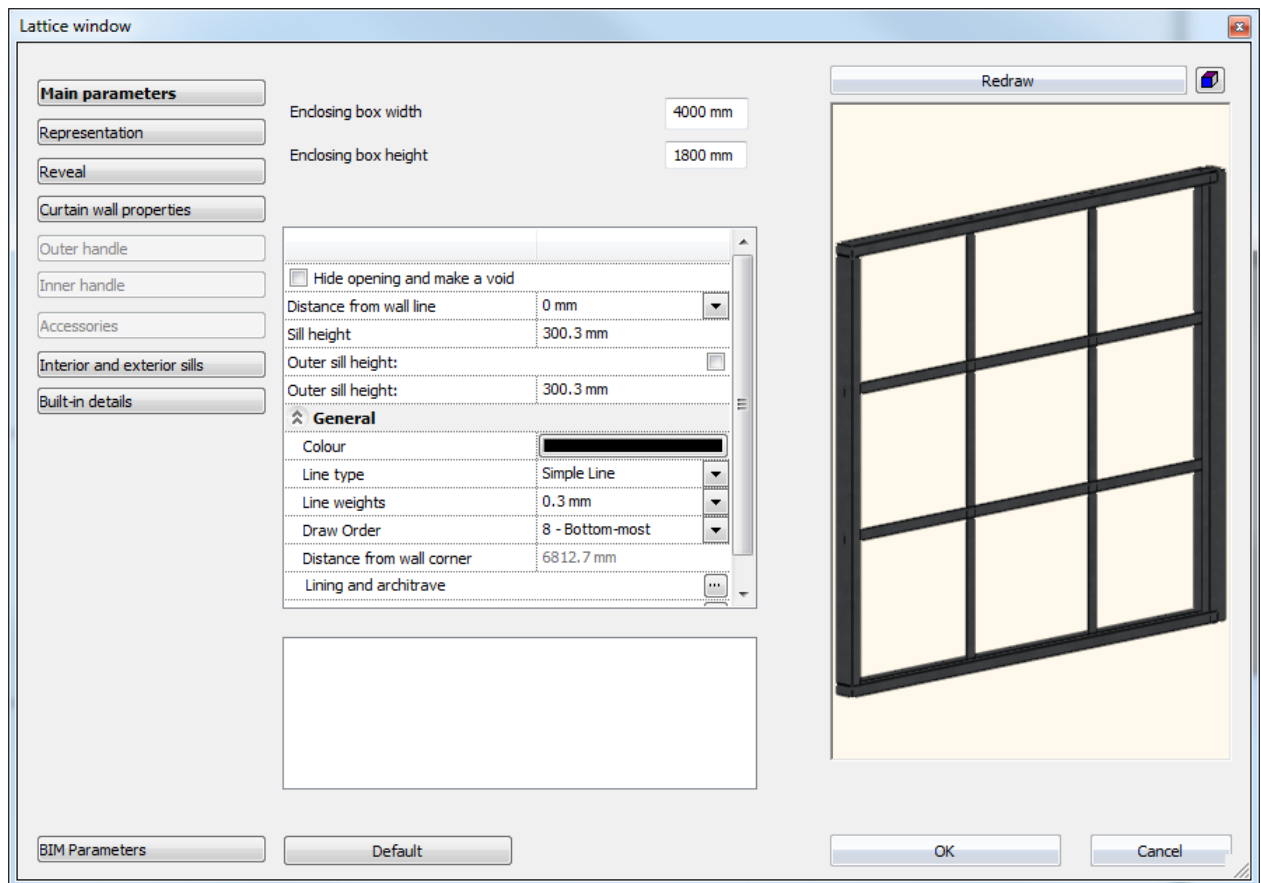 Lattice window
Main parameters
Representation
Reveal
Curtain wall properties
Outer handle
Inner handle
Accessories
Interior and exterior sills
Built-in details
BIM Parameters
Enclosing box width 4000 mm
Enclosing box height 1800 mm
Hide opening and make a void
Distance from wall line 0 mm
Sill height 300.3 mm
Outer sill height:
Outer sill height: 300.3 mm
General
Colour
Line type Simple Line
Line weights 0.3 mm
Draw Order 8 - Bottom-most
Distance from wall corner 6812.7 mm
Lining and architrave ...
Default
Redraw
OK
Cancel